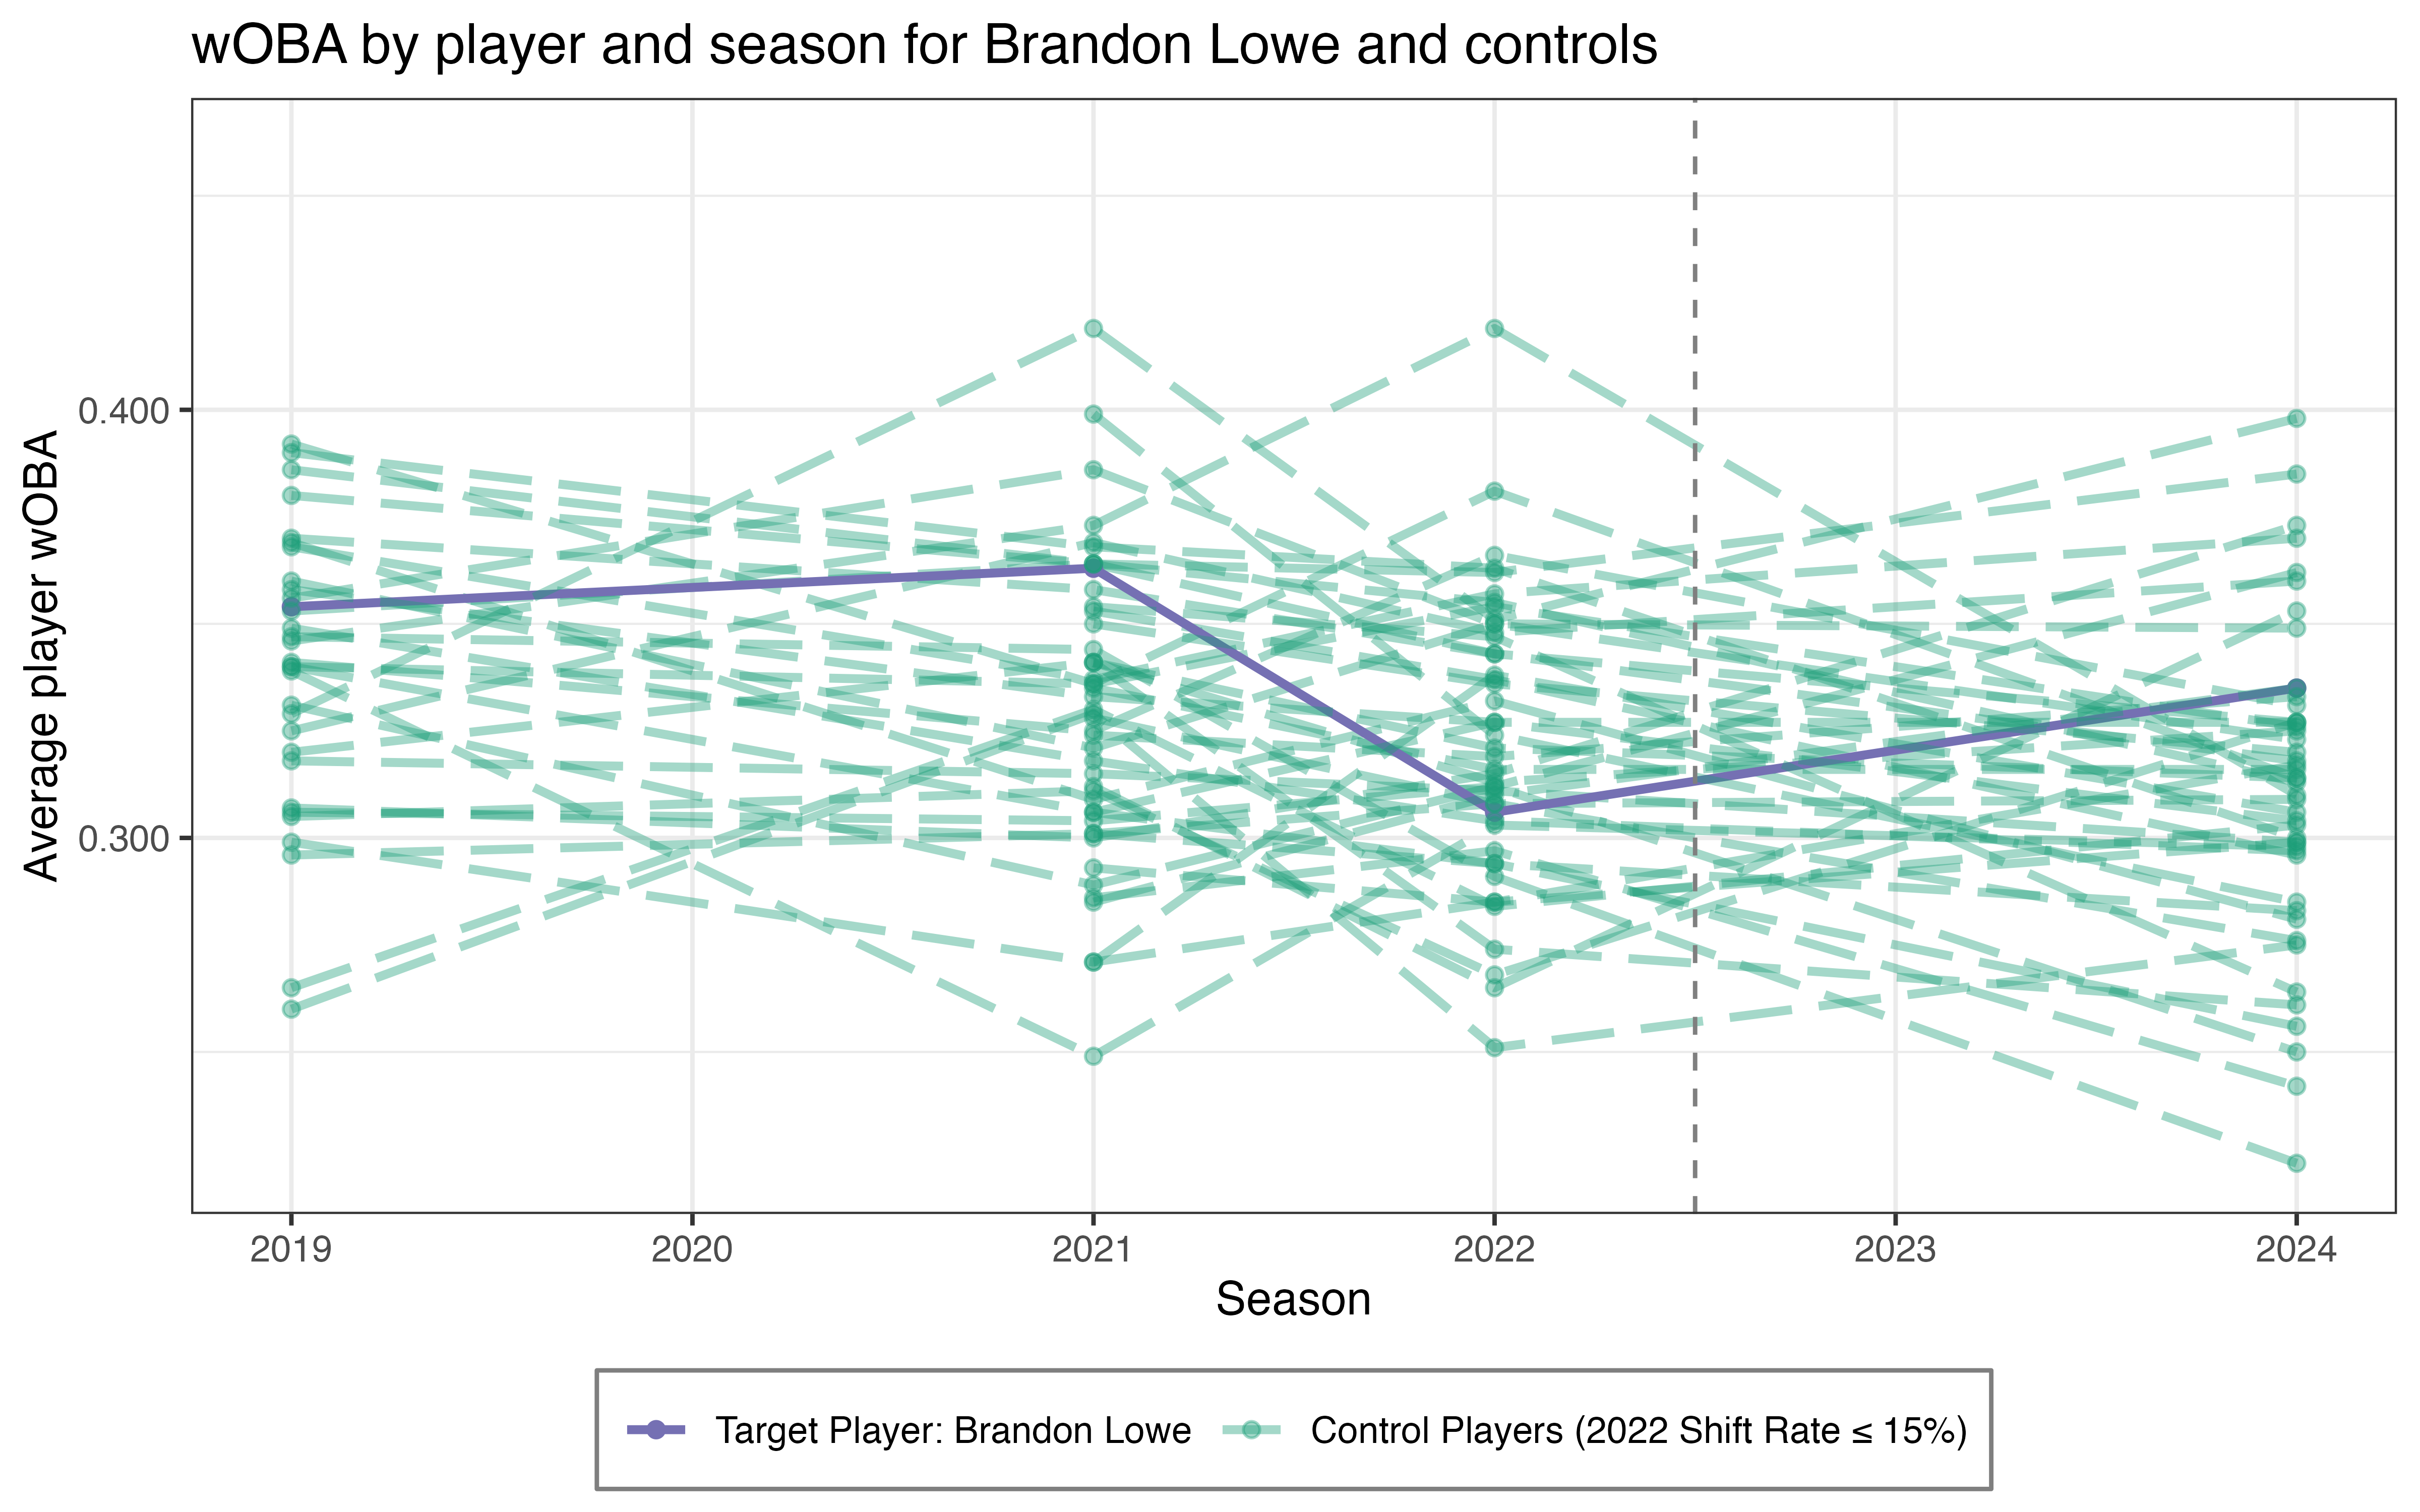 wOBA by player and season for Brandon Lowe and controls
Average player wOBA
0.400
0.300
2019 2020 2021 2022 2023 2024
Season
Target Player: Brandon Lowe Control Players (2022 Shift Rate ≤ 15%)